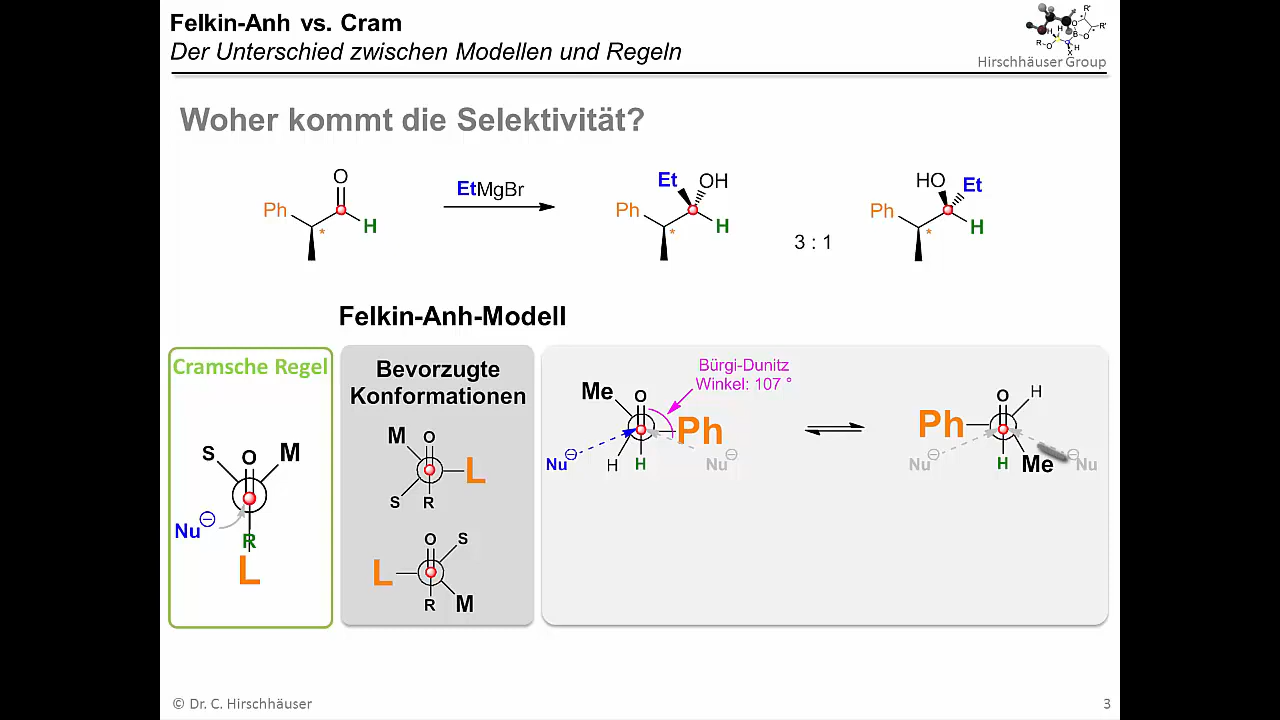 Felkin-Anh vs. Cram
Der Unterschied zwischen Modellen und Regeln
Hirschhäuser Group
Woher kommt die Selektivität?
O
Ph
H
*
EtMgBr
Et
OH
Ph
H
*
3 : 1
HO
Et
Ph
H
*
Felkin-Anh-Modell
Cramsche Regel
S
O
M
Nu⊖
R
L
Bevorzugte
Konformationen
M
O
L
S
R
O
S
L
R
M
Bürgi-Dunitz
Winkel: 107 °
Me
O
Ph
Nu⊖
H
H
Nu⊖
O
H
Ph
Nu⊖
H
Me
Nu
© Dr. C. Hirschhäuser
3